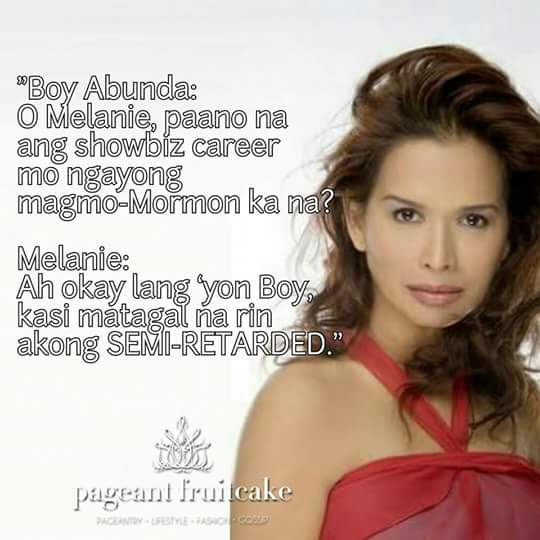 "Boy Abunda:
O Melanie, paano na
ang showbiz career
mo ngayong
magmo-Mormon ka na?
Melanie:
Ah okay lang 'yon Boy,
kasi matagal na rin
akong SEMI-RETARDED."
pageant fruitcake
PAGEANTRY • LIFESTYLE • FASHION • GOSSIP